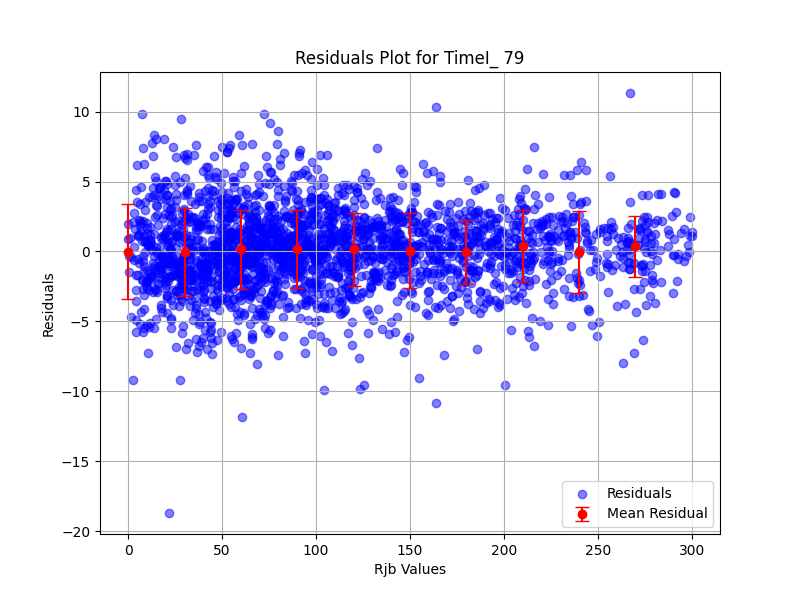 Residuals Plot for TimeI_ 79
10
5
0
−5
−10
−15
−20
Residuals
0 50 100 150 200 250 300
Rjb Values
Residuals
Mean Residual